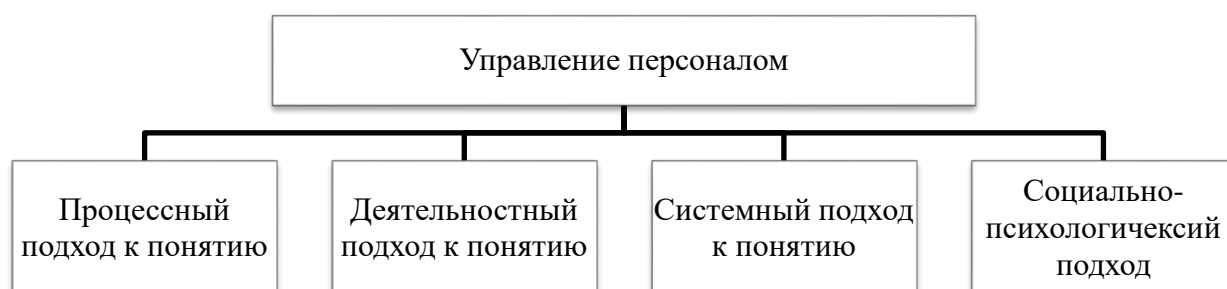 Управление персоналом
Процессный
подход к понятию
Деятельностный
подход к понятию
Системный подход
к понятию
Социально-
психологичексий
подход